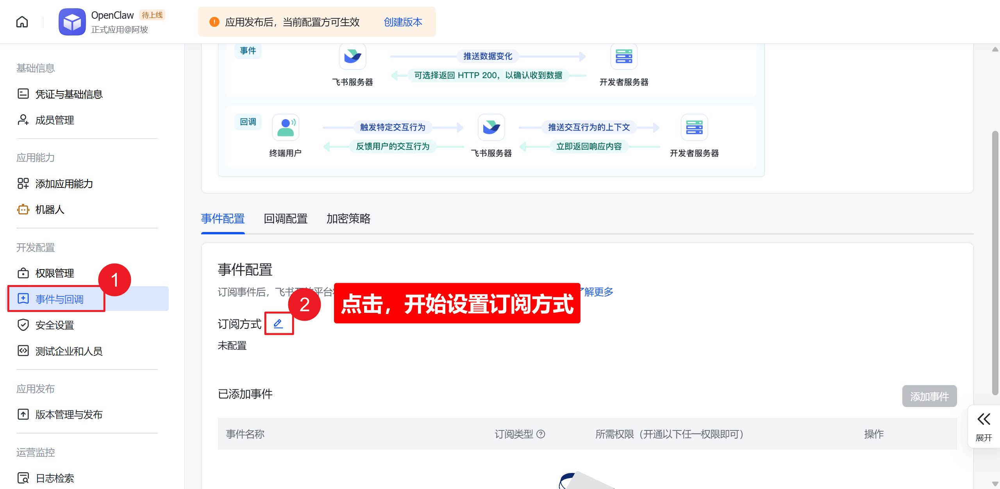 OpenClaw 待上线
正式应用@阿坡
应用发布后，当前配置方可生效 创建版本
基础信息
凭证与基础信息
成员管理
应用能力
添加应用能力
机器人
开发配置
权限管理
1
事件与回调
安全设置
测试企业和人员
应用发布
版本管理与发布
运营监控
日志检索
事件
推送数据变化
可选择返回 HTTP 200，以确认收到数据
飞书服务器
开发者服务器
回调
触发特定交互行为
推送交互行为的上下文
反馈用户的交互行为
立即返回响应内容
终端用户
飞书服务器
开发者服务器
事件配置 回调配置 加密策略
事件配置
订阅事件后，飞书开放平台 了解更多
2
点击，开始设置订阅方式
订阅方式
未配置
已添加事件
添加事件
事件名称 订阅类型 所需权限（开通以下任一权限即可） 操作
展开